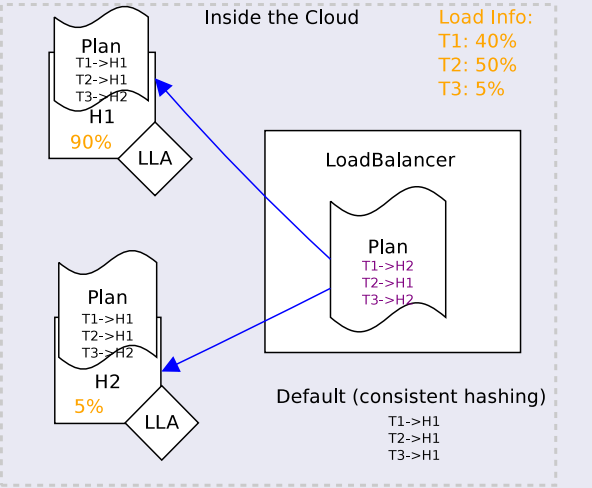 Inside the Cloud
Load Info:
T1: 40%
T2: 50%
T3: 5%
Plan
T1->H1
T2->H1
T3->H2
H1
90%
LLA
LoadBalancer
Plan
T1->H2
T2->H1
T3->H2
Plan
T1->H1
T2->H1
T3->H2
H2
5%
LLA
Default (consistent hashing)
T1->H1
T2->H1
T3->H1